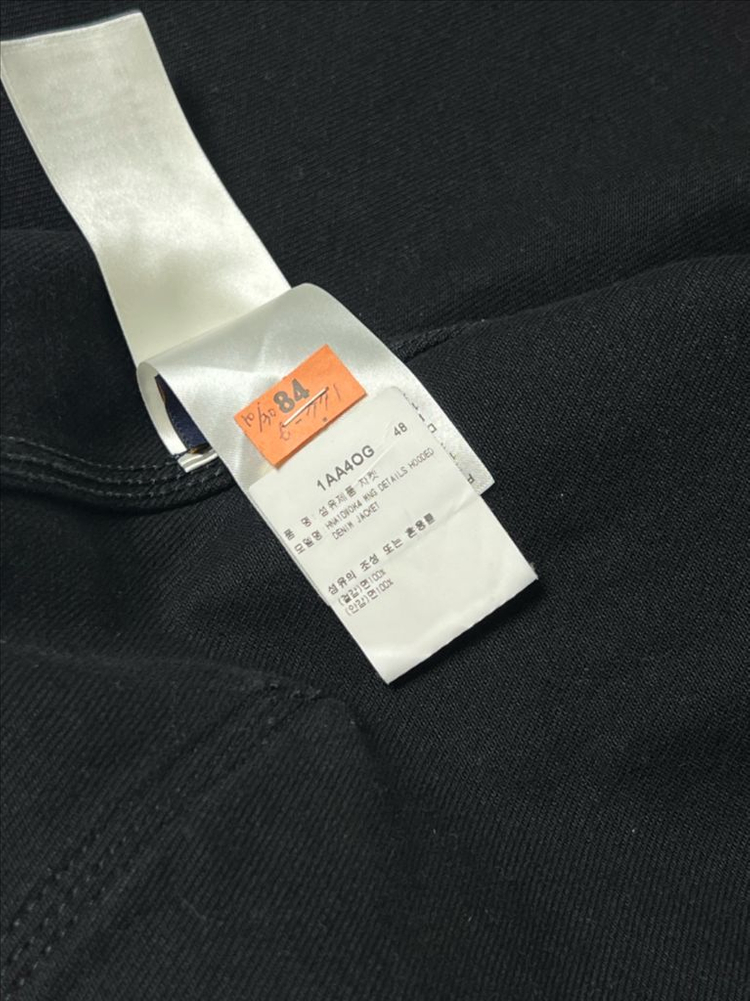 84
1AA4OG 48
품 명 : 섬유제품 자켓
모델명 : HNA10WOK4 MNG DETAILS HOODED
DENIM JACKET
섬유의 조성 또는 혼용률
(겉감)면100%
(안감)면100%